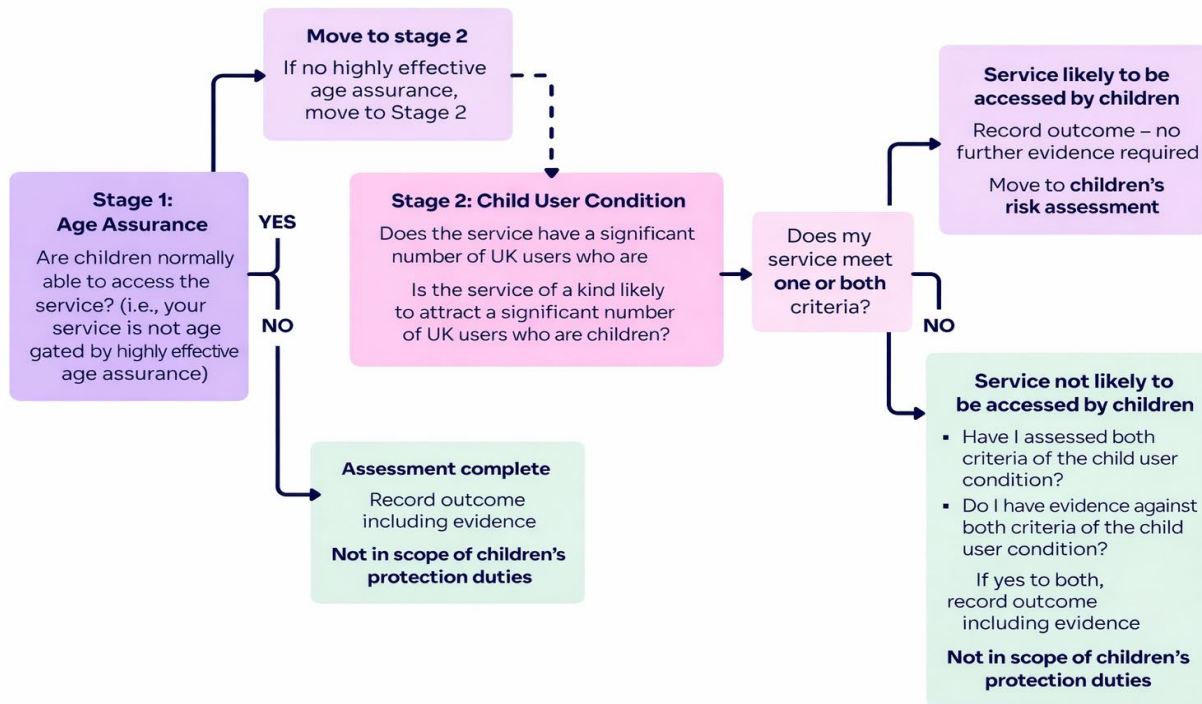 Move to stage 2
If no highly effective
age assurance,
move to Stage 2
Stage 1:
Age Assurance
Are children normally
able to access the
service? (i.e., your
service is not age
gated by highly effective
age assurance)
YES
NO
Assessment complete
Record outcome
including evidence
Not in scope of children's
protection duties
Stage 2: Child User Condition
Does the service have a significant
number of UK users who are
Is the service of a kind likely
to attract a significant number
of UK users who are children?
Does my
service meet
one or both
criteria?
Service likely to be
accessed by children
Record outcome – no
further evidence required
Move to children's
risk assessment
NO
Service not likely to
be accessed by children
▪ Have I assessed both
criteria of the child user
condition?
▪ Do I have evidence against
both criteria of the child
user condition?
If yes to both,
record outcome
including evidence
Not in scope of children's
protection duties